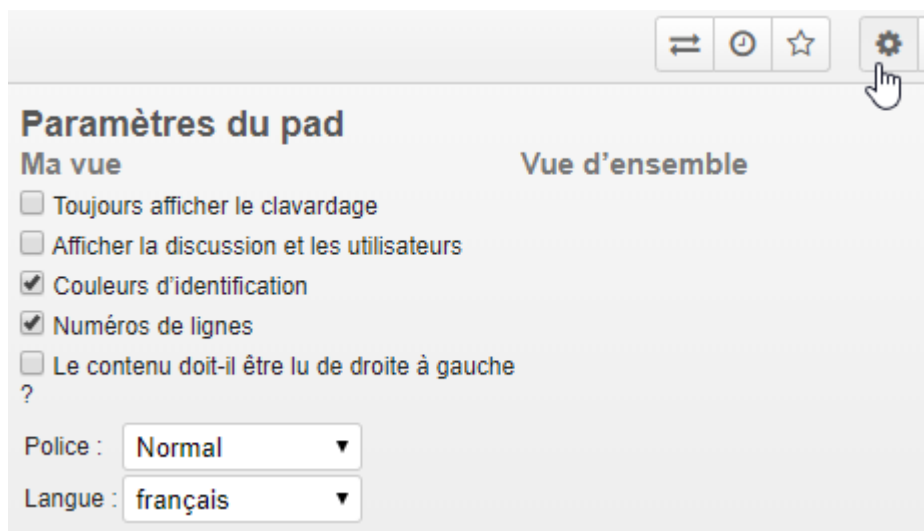 Paramètres du pad
Ma vue
Vue d’ensemble
Toujours afficher le clavardage
Afficher la discussion et les utilisateurs
Couleurs d’identification
Numéros de lignes
Le contenu doit-il être lu de droite à gauche
?
Police : Normal
Langue : français